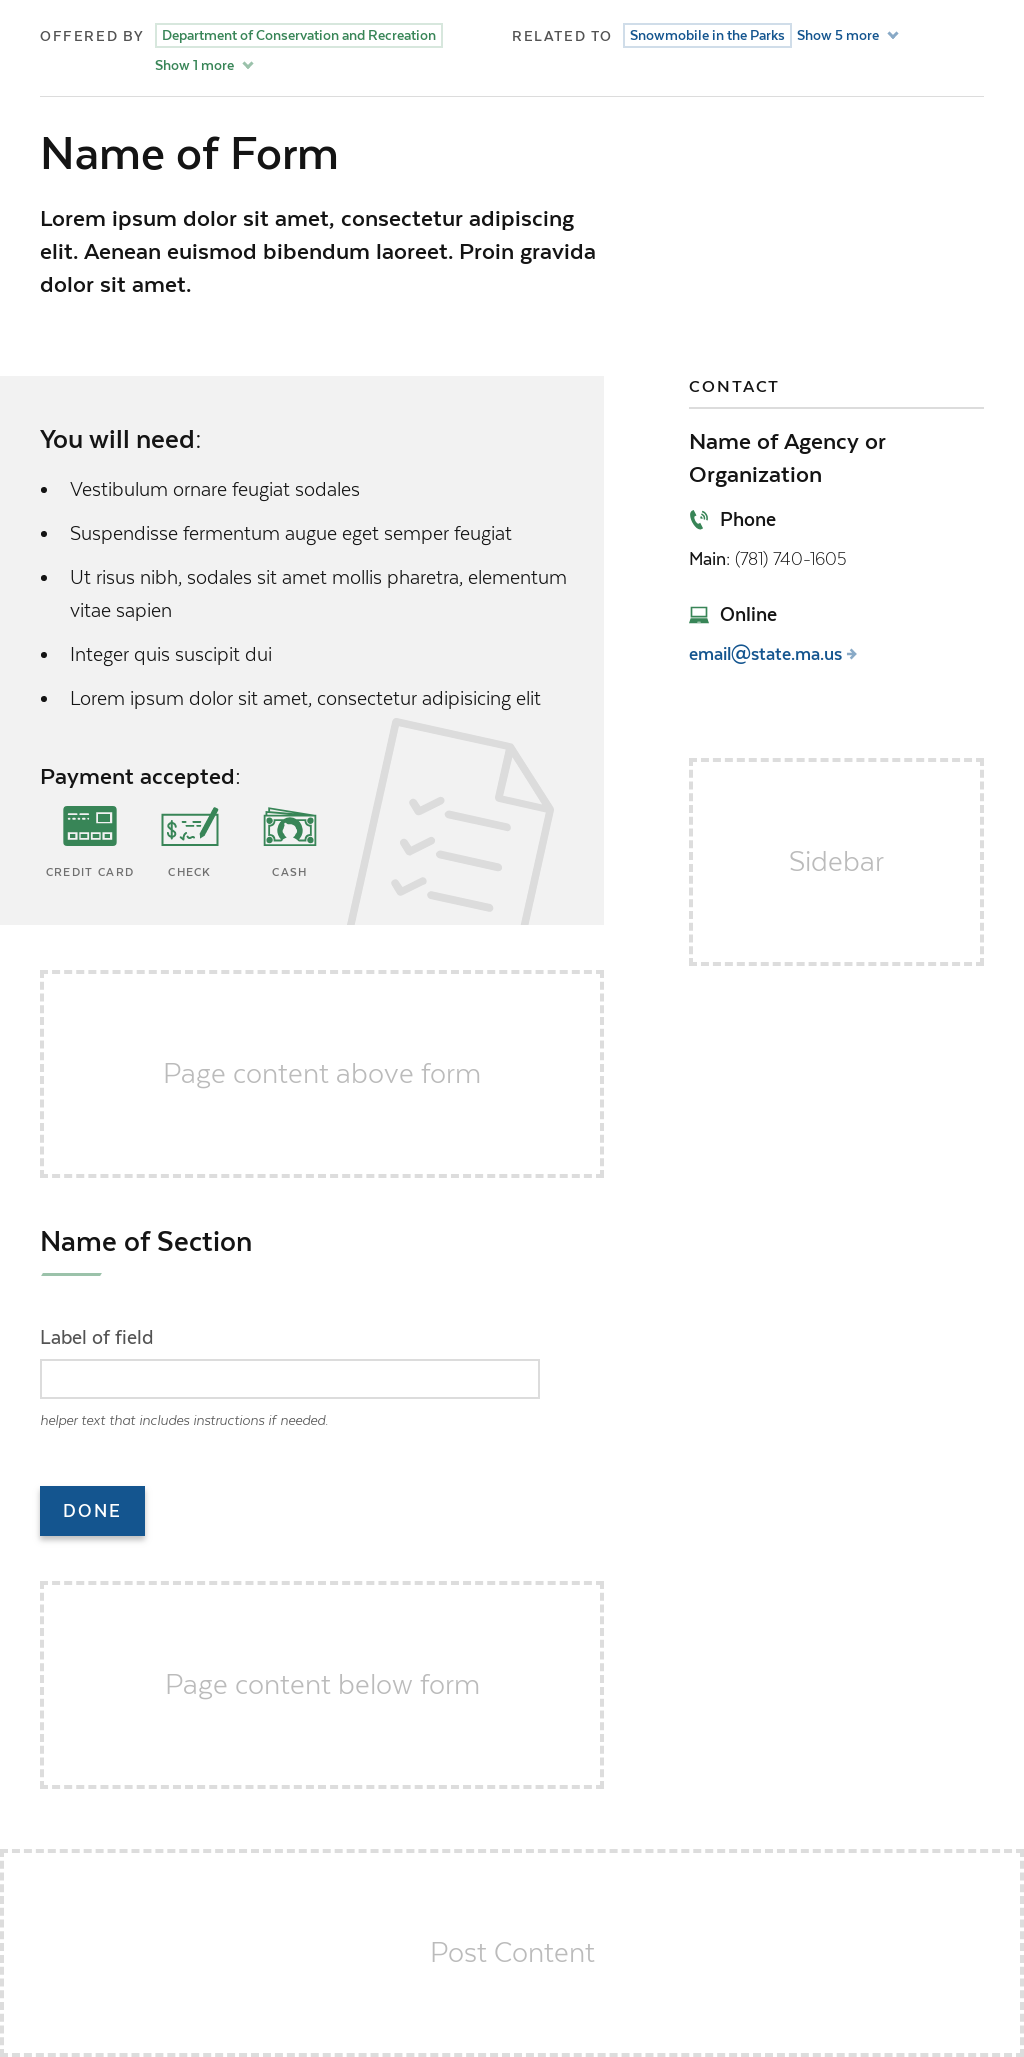 OFFERED BY
Department of Conservation and Recreation
Show 1 more
RELATED TO
Snowmobile in the Parks
Show 5 more
Name of Form
Lorem ipsum dolor sit amet, consectetur adipiscing
elit. Aenean euismod bibendum laoreet. Proin gravida
dolor sit amet.
You will need:
Vestibulum ornare feugiat sodales
Suspendisse fermentum augue eget semper feugiat
Ut risus nibh, sodales sit amet mollis pharetra, elementum
vitae sapien
Integer quis suscipit dui
Lorem ipsum dolor sit amet, consectetur adipisicing elit
Payment accepted:
CREDIT CARD
CHECK
CASH
CONTACT
Name of Agency or
Organization
Phone
Main: (781) 740-1605
Online
email@state.ma.us
Sidebar
Page content above form
Name of Section
Label of field
helper text that includes instructions if needed.
DONE
Page content below form
Post Content